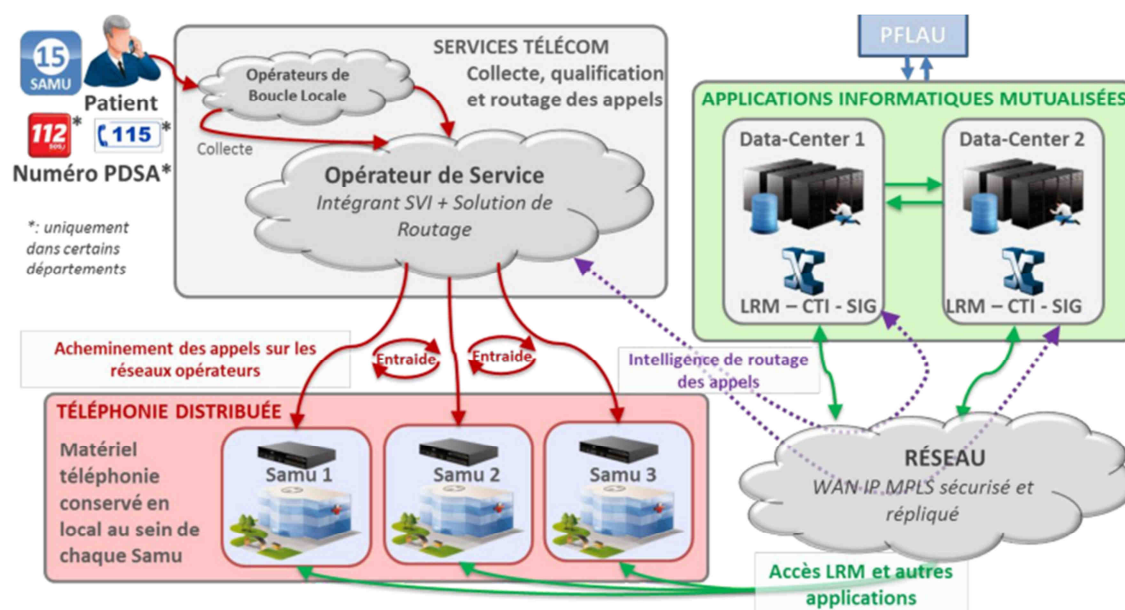 15
SAMU
Patient
112
*
115
*
Numéro PDSA*
*: uniquement
dans certains
départements
SERVICES TÉLÉCOM
Collecte, qualification
et routage des appels
Opérateurs de
Boucle Locale
Collecte
Opérateur de Service
Intégrant SVI + Solution de
Routage
PFLAU
APPLICATIONS INFORMATIQUES MUTUALISÉES
Data-Center 1
LRM – CTI - SIG
Data-Center 2
LRM – CTI - SIG
Acheminement des appels sur les
réseaux opérateurs
Entraide
Entraide
Intelligence de routage
des appels
TÉLÉPHONIE DISTRIBUÉE
Matériel
téléphonie
conservé en
local au sein de
chaque Samu
Samu 1
Samu 2
Samu 3
RÉSEAU
WAN IP MPLS sécurisé et
répliqué
Accès LRM et autres
applications